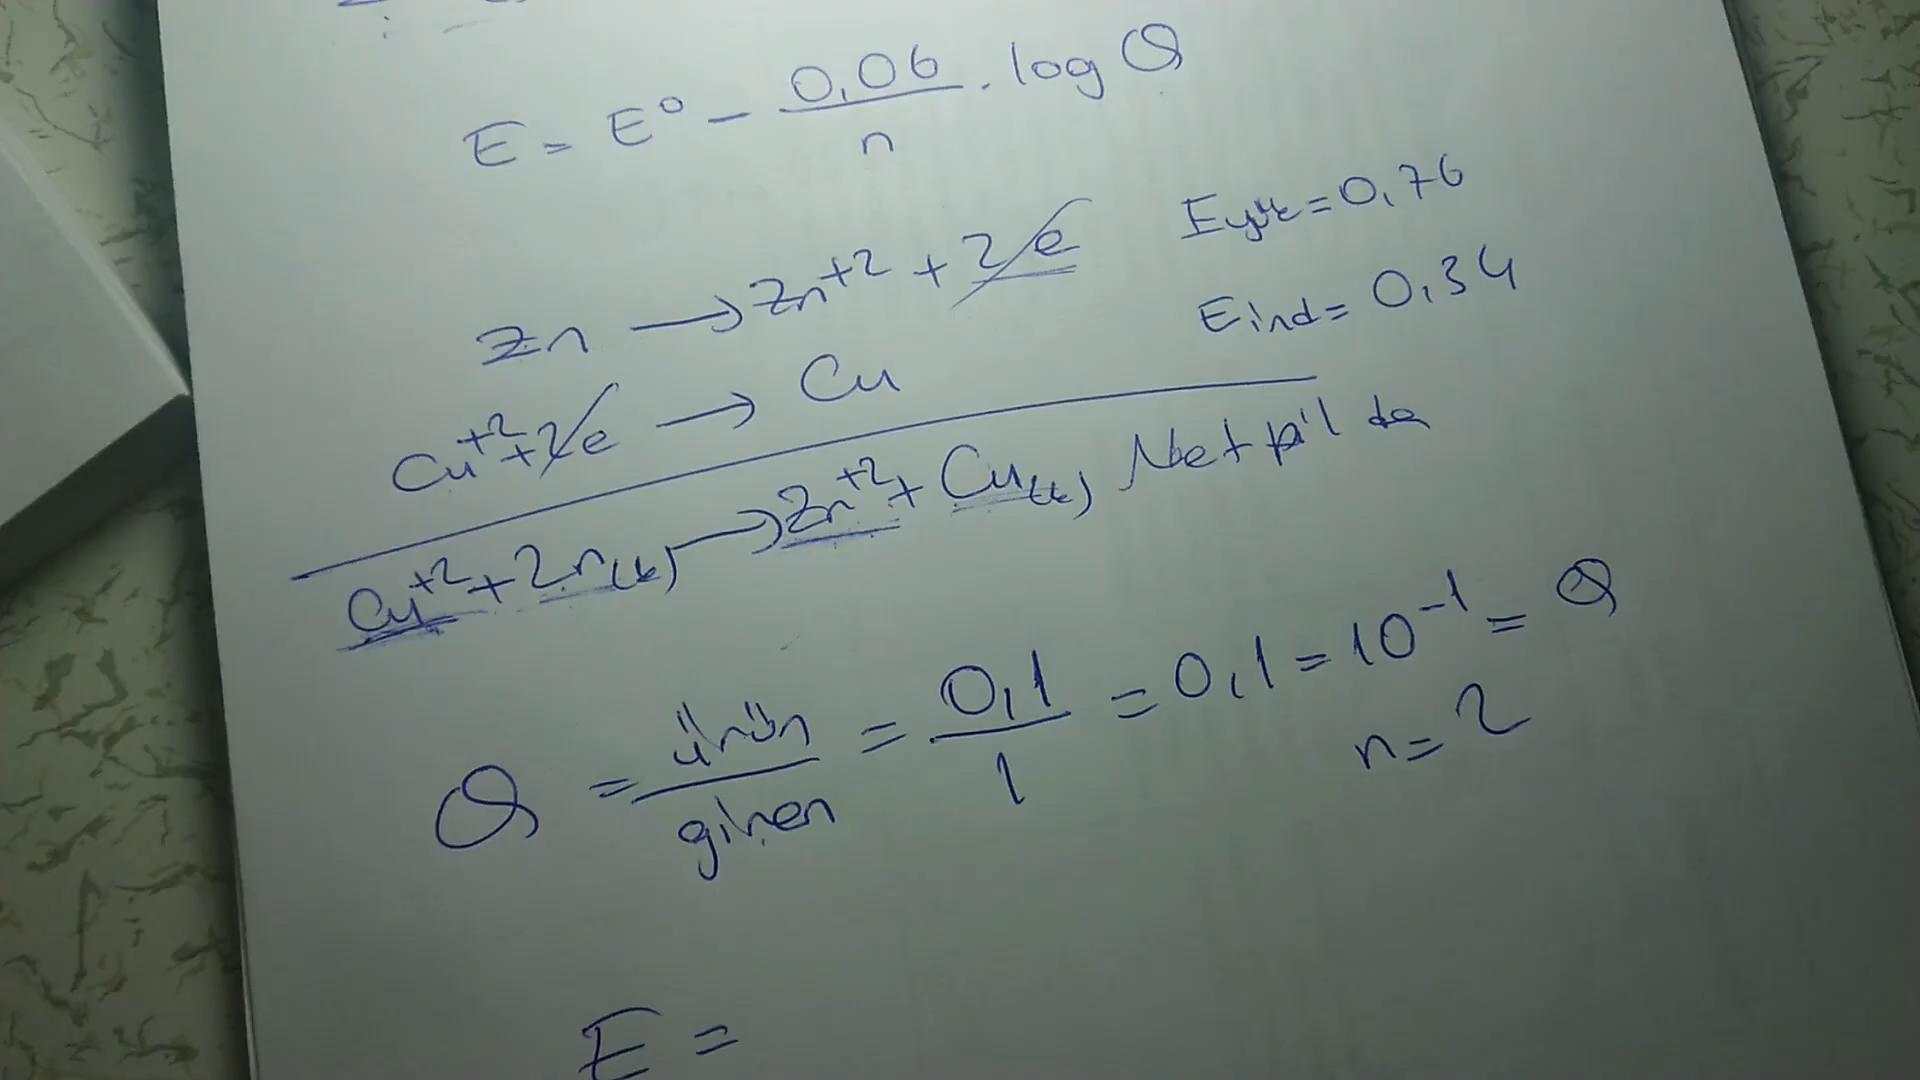 E = E⁰ - 0,06/n . log Q
Zn → Zn⁺² + 2e Eyük = 0,76
Cu⁺² + 2e → Cu Eind = 0,34
Cu⁺² + Zn(k) → Zn⁺² + Cu(k) Net pil da
Q = ürün/giren = 0,1/1 = 0,1 = 10⁻¹ = Q
n = 2
E =